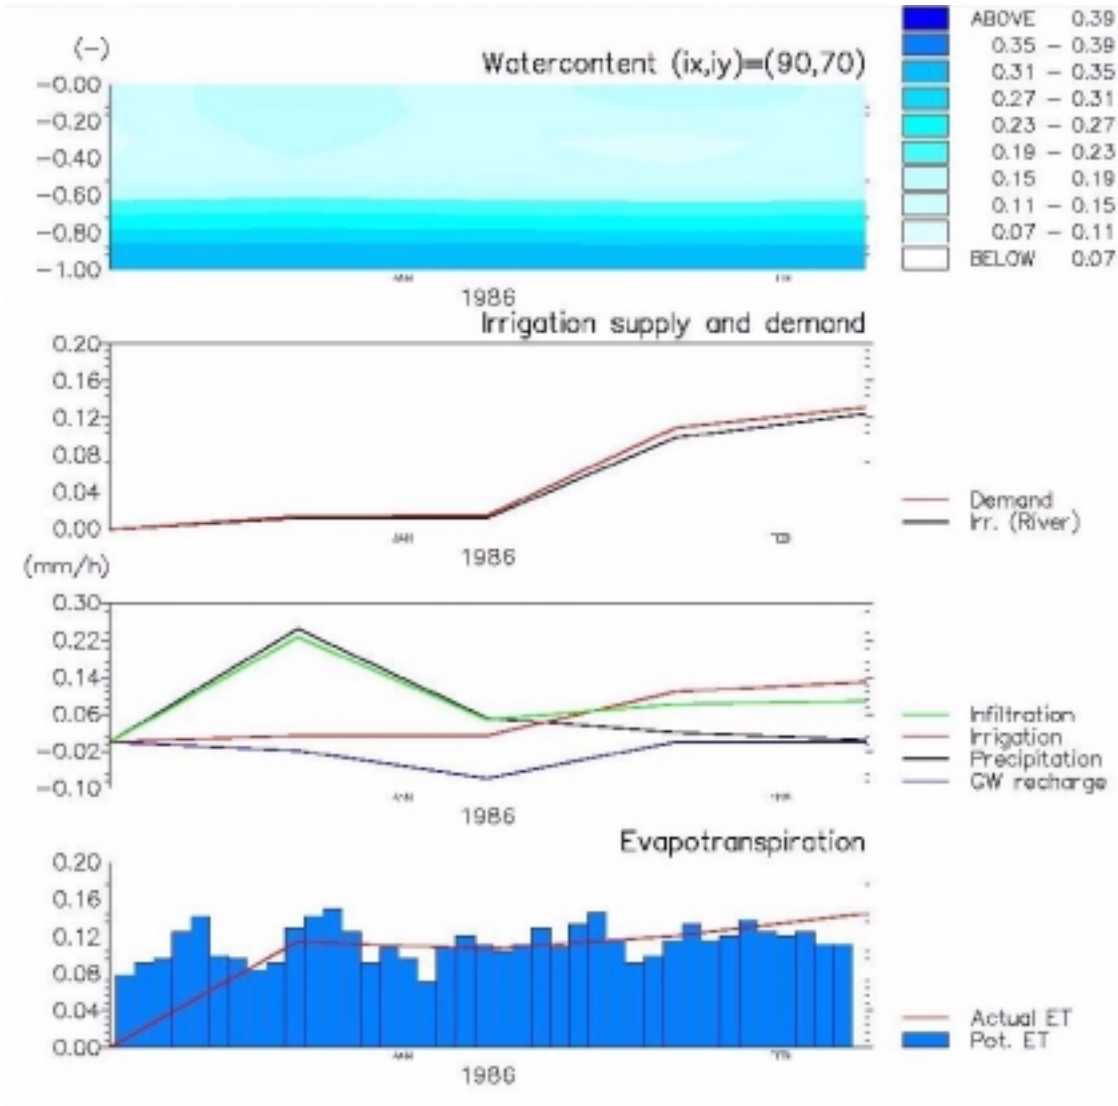 ABOVE 0.39
0.35 - 0.39
0.31 - 0.35
0.27 - 0.31
0.23 - 0.27
0.19 - 0.23
0.15 0.19
0.11 - 0.15
0.07 - 0.11
BELOW 0.07
(-)
Watercontent (ix,iy)=(90,70)
-0.00
-0.20
-0.40
-0.60
-0.80
-1.00
1986
Irrigation supply and demand
0.20
0.16
0.12
0.08
0.04
0.00
1986
Demand
Irr. (River)
(mm/h)
0.30
0.22
0.14
0.06
-0.02
-0.10
1986
Infiltration
Irrigation
Precipitation
GW recharge
Evapotranspiration
0.20
0.16
0.12
0.08
0.04
0.00
1986
Actual ET
Pot. ET